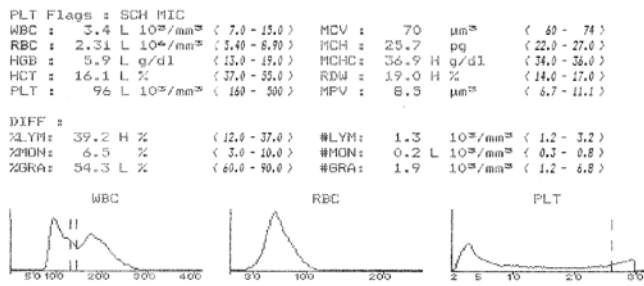 PLT Flags : SCH MIC
WBC : 3.4 L 10³/mm³ ( 7.0 - 15.0 ) MCV : 70 µm³ ( 60 - 74 )
RBC : 2.31 L 10⁶/mm³ ( 5.40 - 8.90 ) MCH : 25.7 pg ( 22.0 - 27.0 )
HGB : 5.9 L g/dl ( 13.0 - 19.0 ) MCHC: 36.9 H g/dl ( 34.0 - 36.0 )
HCT : 16.1 L % ( 37.0 - 55.0 ) RDW : 19.0 H % ( 14.0 - 17.0 )
PLT : 96 L 10³/mm³ ( 160 - 500 ) MPV : 8.5 µm³ ( 6.7 - 11.1 )
DIFF :
%LYM: 39.2 H % ( 12.0 - 37.0 ) #LYM: 1.3 10³/mm³ ( 1.2 - 3.2 )
%MON: 6.5 % ( 3.0 - 10.0 ) #MON: 0.2 L 10³/mm³ ( 0.3 - 0.8 )
%GRA: 54.3 L % ( 60.0 - 90.0 ) #GRA: 1.9 10³/mm³ ( 1.2 - 6.8 )
WBC RBC PLT
50 100 200 300 400 30 100 200 2 5 10 20 30